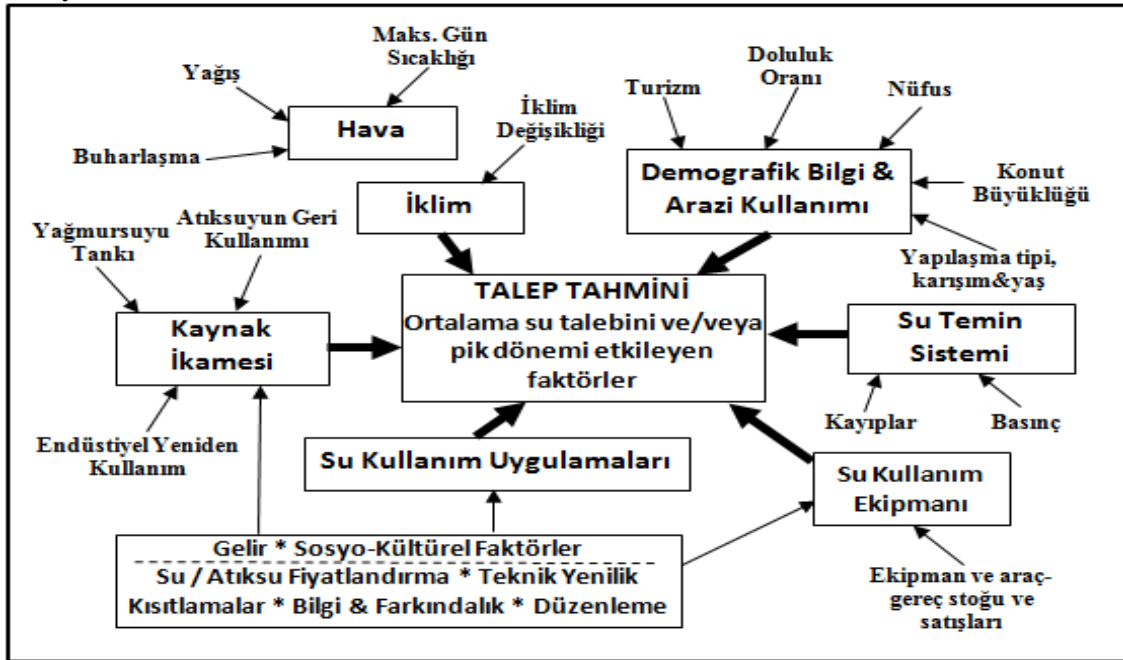 Maks. Gün
Sıcaklığı
Yağış
Hava
Buharlaşma
İklim
Değişikliği
İklim
Doluluk
Oranı
Turizm
Nüfus
Demografik Bilgi &
Arazi Kullanımı
Konut
Büyüklüğü
Yapılaşma tipi,
karışım&yaş
Atıksuyun Geri
Kullanımı
Yağmursuyu
Tankı
Kaynak
İkamesi
Endüstiyel Yeniden
Kullanım
TALEP TAHMİNİ
Ortalama su talebini ve/veya
pik dönemi etkileyen
faktörler
Su Temin
Sistemi
Kayıplar
Basınç
Su Kullanım Uygulamaları
Su Kullanım
Ekipmanı
Ekipman ve araç-
gereç stoğu ve
satışları
Gelir * Sosyo-Kültürel Faktörler
Su / Atıksu Fiyatlandırma * Teknik Yenilik
Kısıtlamalar * Bilgi & Farkındalık * Düzenleme